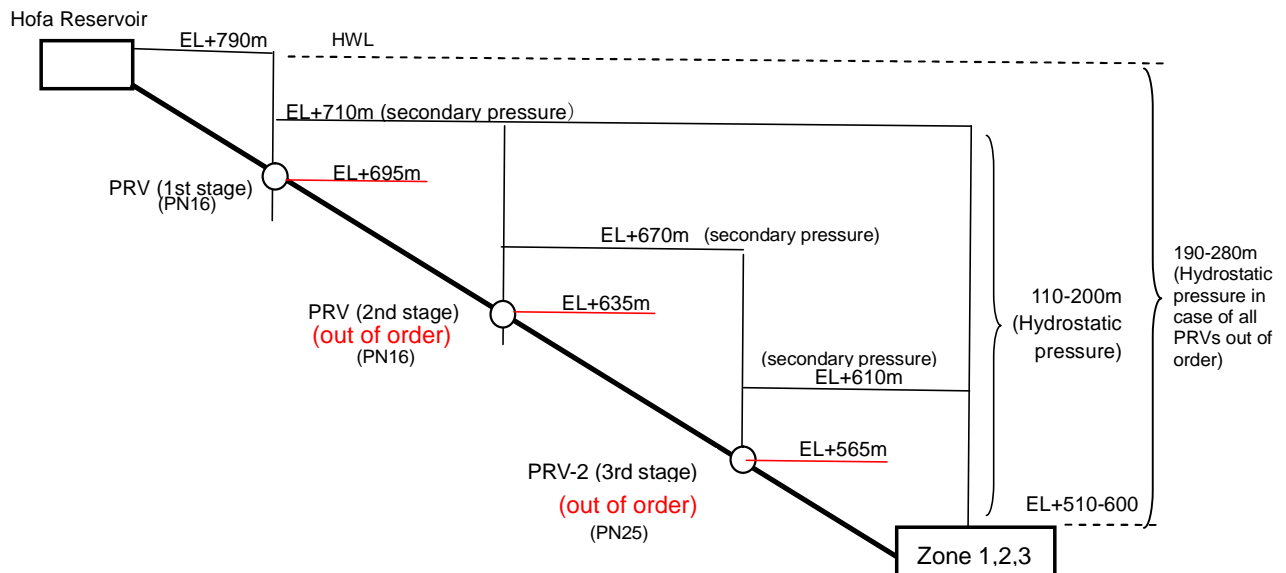 Hofa Reservoir
EL+790m
HWL
EL+710m (secondary pressure)
EL+695m
PRV (1st stage)
(PN16)
EL+670m (secondary pressure)
190-280m
(Hydrostatic
pressure in
case of all
PRVs out of
order)
110-200m
(Hydrostatic
pressure)
EL+635m
PRV (2nd stage)
(out of order)
(PN16)
(secondary pressure)
EL+610m
EL+565m
PRV-2 (3rd stage)
(out of order)
(PN25)
EL+510-600
Zone 1,2,3